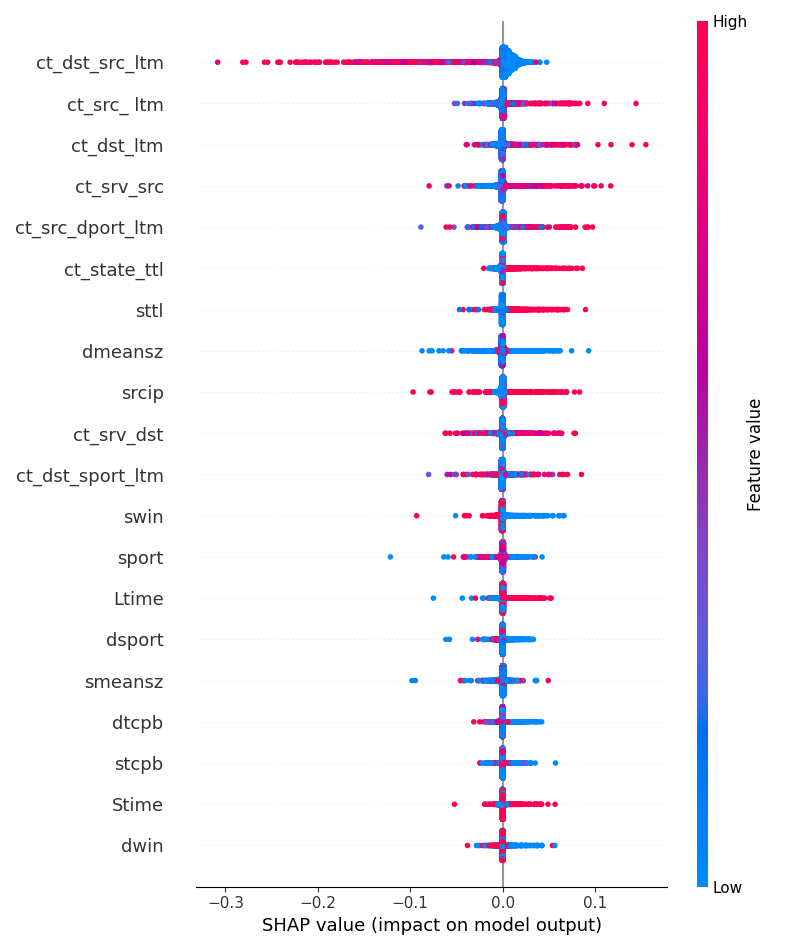 High
ct_dst_src_ltm
ct_src_ ltm
ct_dst_ltm
ct_srv_src
ct_src_dport_ltm
ct_state_ttl
sttl
dmeansz
srcip
ct_srv_dst
ct_dst_sport_ltm
swin
sport
Ltime
dsport
smeansz
dtcpb
stcpb
Stime
dwin
Feature value
Low
−0.3 −0.2 −0.1 0.0 0.1
SHAP value (impact on model output)